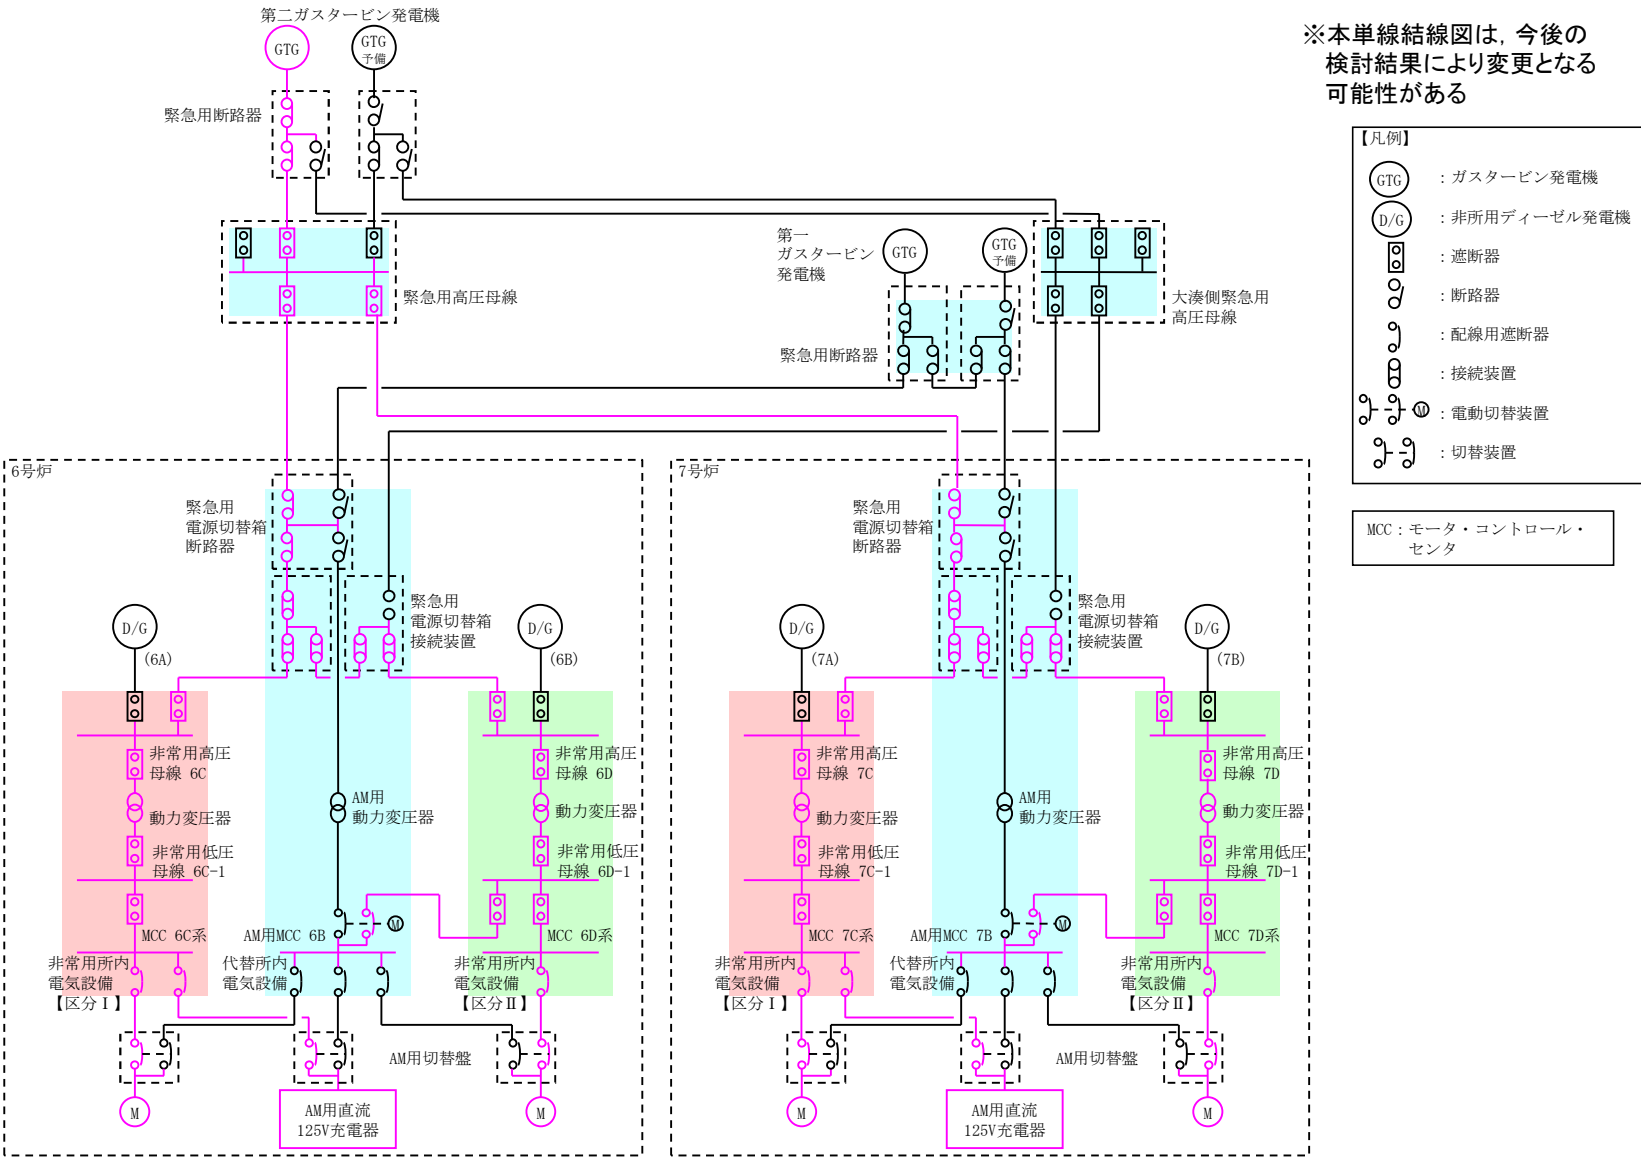 第二ガスタービン発電機
GTG
GTG
予備
緊急用断路器
※本単線結線図は, 今後の
検討結果により変更となる
可能性がある
【凡例】
GTG
：ガスタービン発電機
D/G
：非所用ディーゼル発電機
：遮断器
：断路器
：配線用遮断器
：接続装置
M
：電動切替装置
：切替装置
MCC：モータ・コントロール・
センタ
緊急用高圧母線
第一
ガスタービン
発電機
GTG
GTG
予備
緊急用断路器
大湊側緊急用
高圧母線
6号炉
緊急用
電源切替箱
断路器
緊急用
電源切替箱
接続装置
D/G
(6A)
D/G
(6B)
非常用高圧
母線 6C
動力変圧器
非常用低圧
母線 6C-1
MCC 6C系
非常用所内
電気設備
【区分Ⅰ】
AM用
動力変圧器
AM用MCC 6B
M
代替所内
電気設備
非常用高圧
母線 6D
動力変圧器
非常用低圧
母線 6D-1
MCC 6D系
非常用所内
電気設備
【区分Ⅱ】
AM用切替盤
M
AM用直流
125V充電器
M
7号炉
緊急用
電源切替箱
断路器
緊急用
電源切替箱
接続装置
D/G
(7A)
D/G
(7B)
非常用高圧
母線 7C
動力変圧器
非常用低圧
母線 7C-1
MCC 7C系
非常用所内
電気設備
【区分Ⅰ】
AM用
動力変圧器
AM用MCC 7B
M
代替所内
電気設備
非常用高圧
母線 7D
動力変圧器
非常用低圧
母線 7D-1
MCC 7D系
非常用所内
電気設備
【区分Ⅱ】
AM用切替盤
M
AM用直流
125V充電器
M